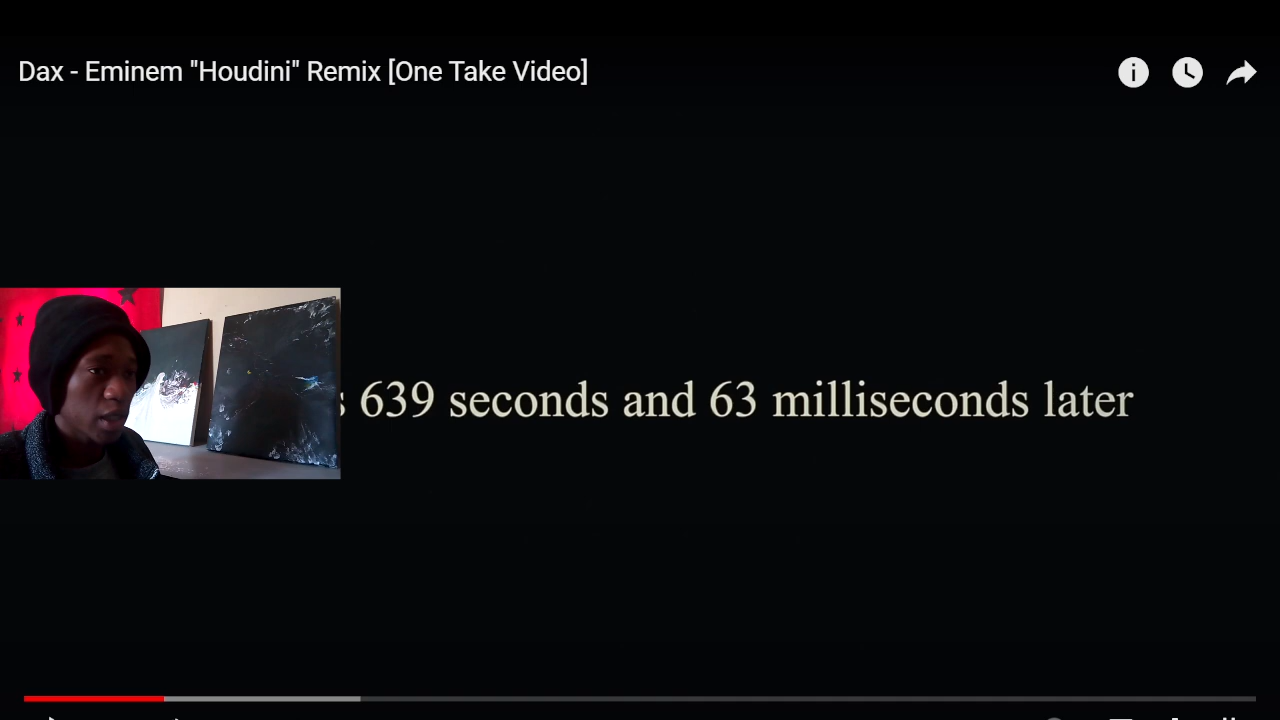 Dax - Eminem "Houdini" Remix [One Take Video]
639 seconds and 63 milliseconds later